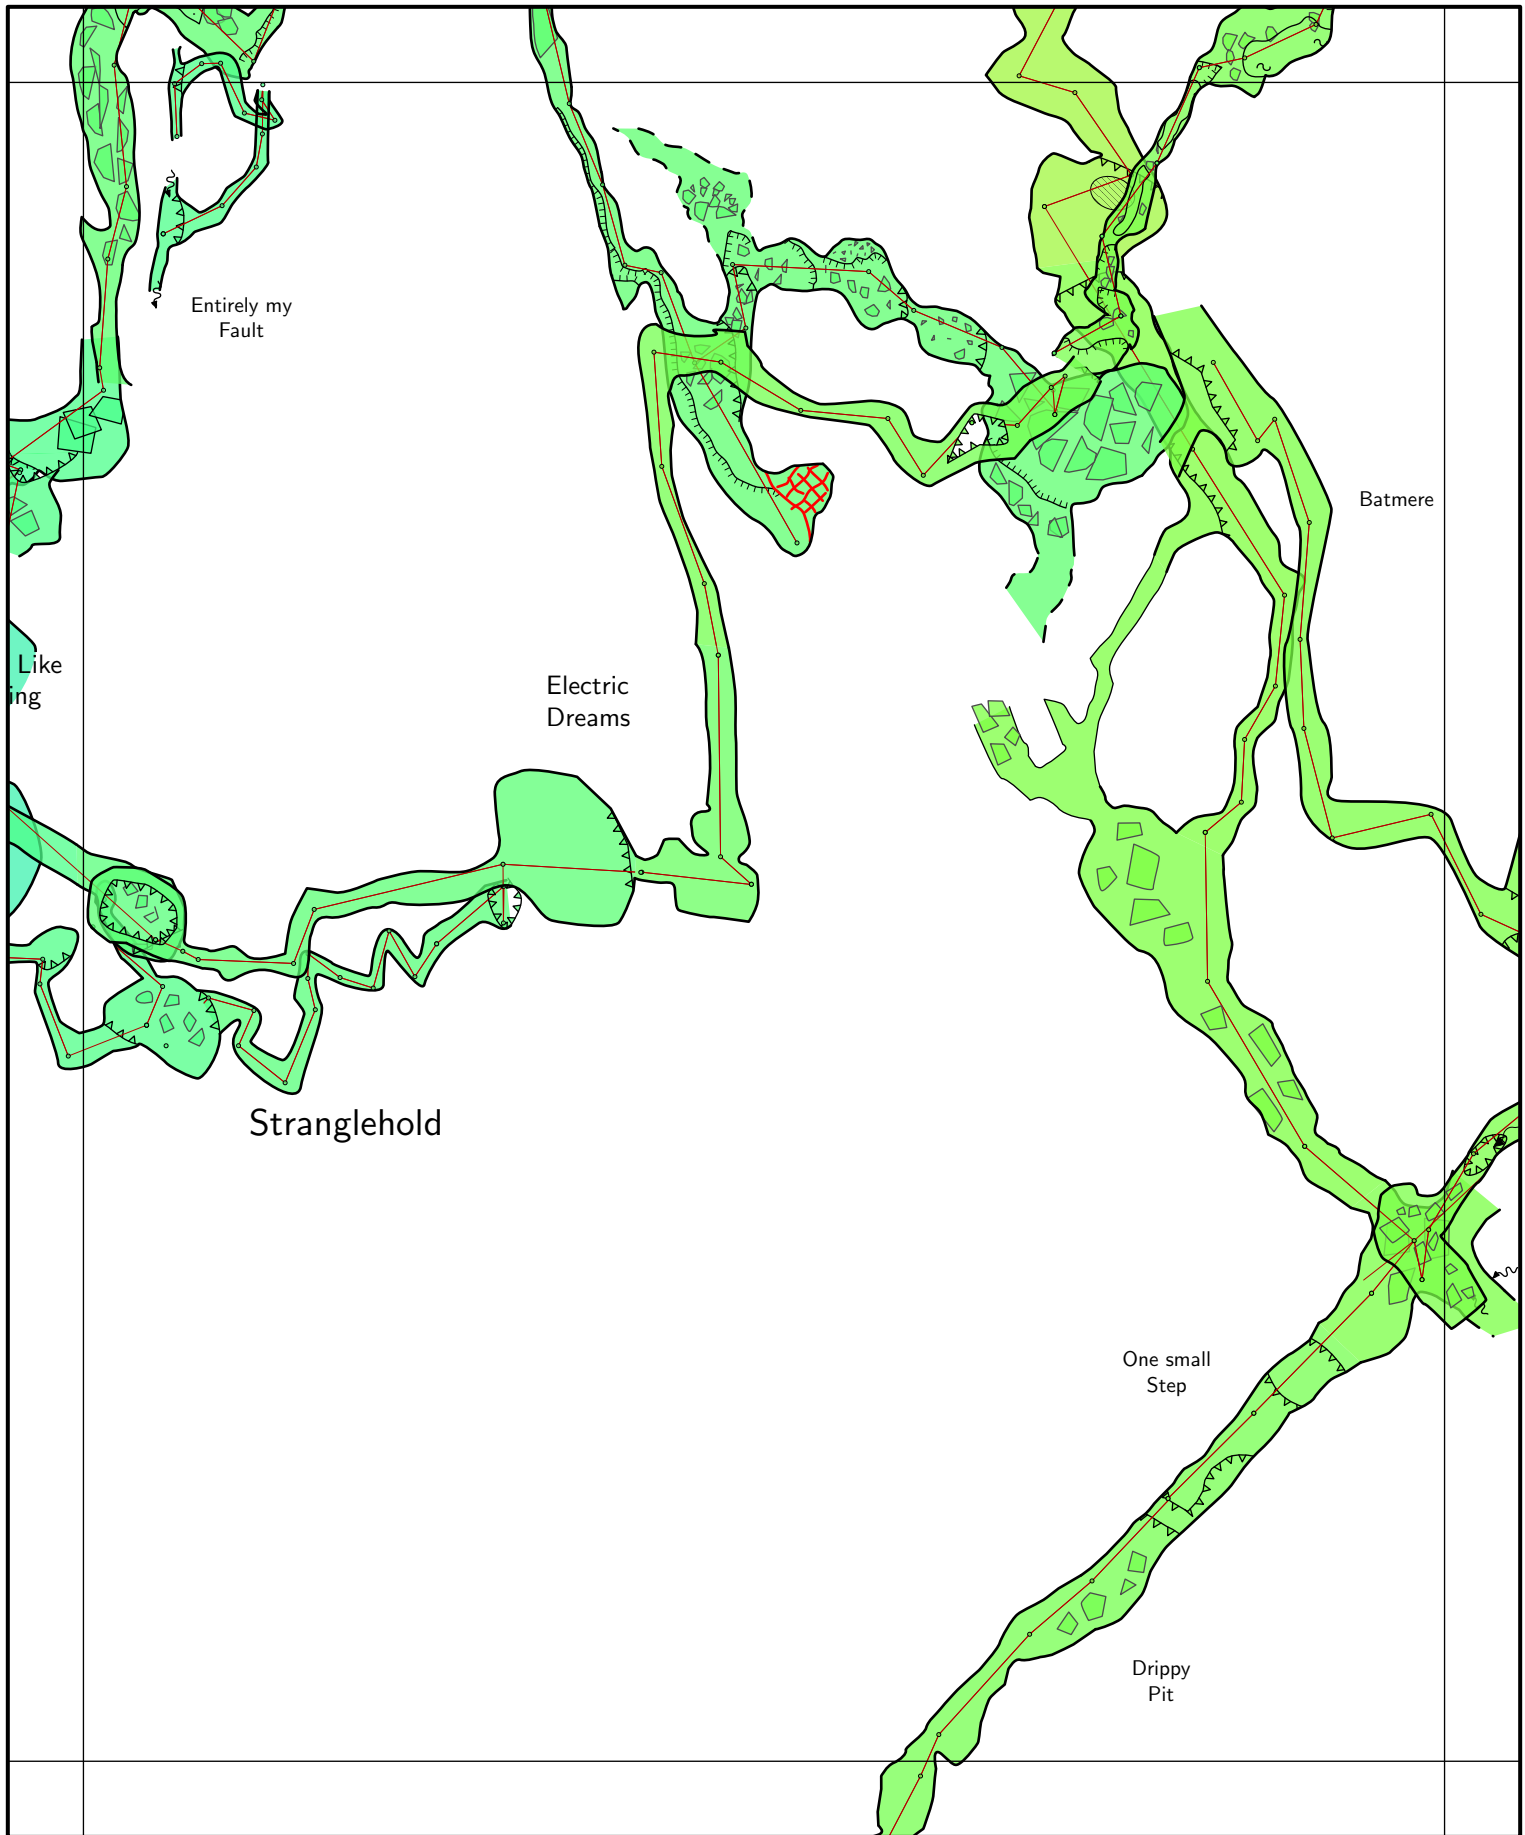 Entirely my
Fault
Batmere
Like
ing
Electric
Dreams
Stranglehold
One small
Step
Drippy
Pit